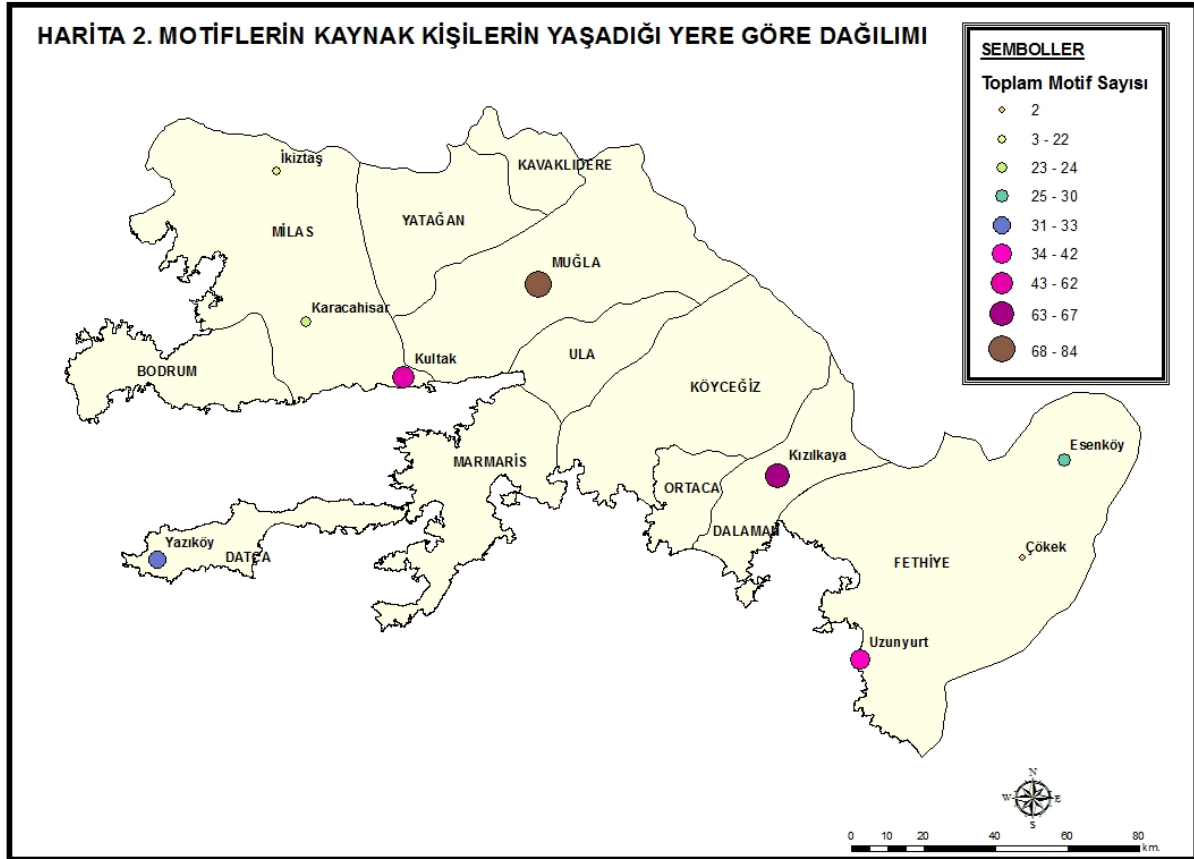 HARİTA 2. MOTİFLERİN KAYNAK KİŞİLERİN YAŞADIĞI YERE GÖRE DAĞILIMI
SEMBOLLER
Toplam Motif Sayısı
2
3 - 22
23 - 24
25 - 30
31 - 33
34 - 42
43 - 62
63 - 67
68 - 84
İkiztaş
KAVAKLIDERE
YATAĞAN
MİLAS
MUĞLA
Karacahisar
Kultak
ULA
BODRUM
KÖYCEĞİZ
Esenköy
MARMARİS
Kızılkaya
ORTACA
DALAMAN
Yazıköy
DATÇA
Çökek
FETHİYE
Uzunyurt
N
W E
S
0 10 20 40 60 80
km.